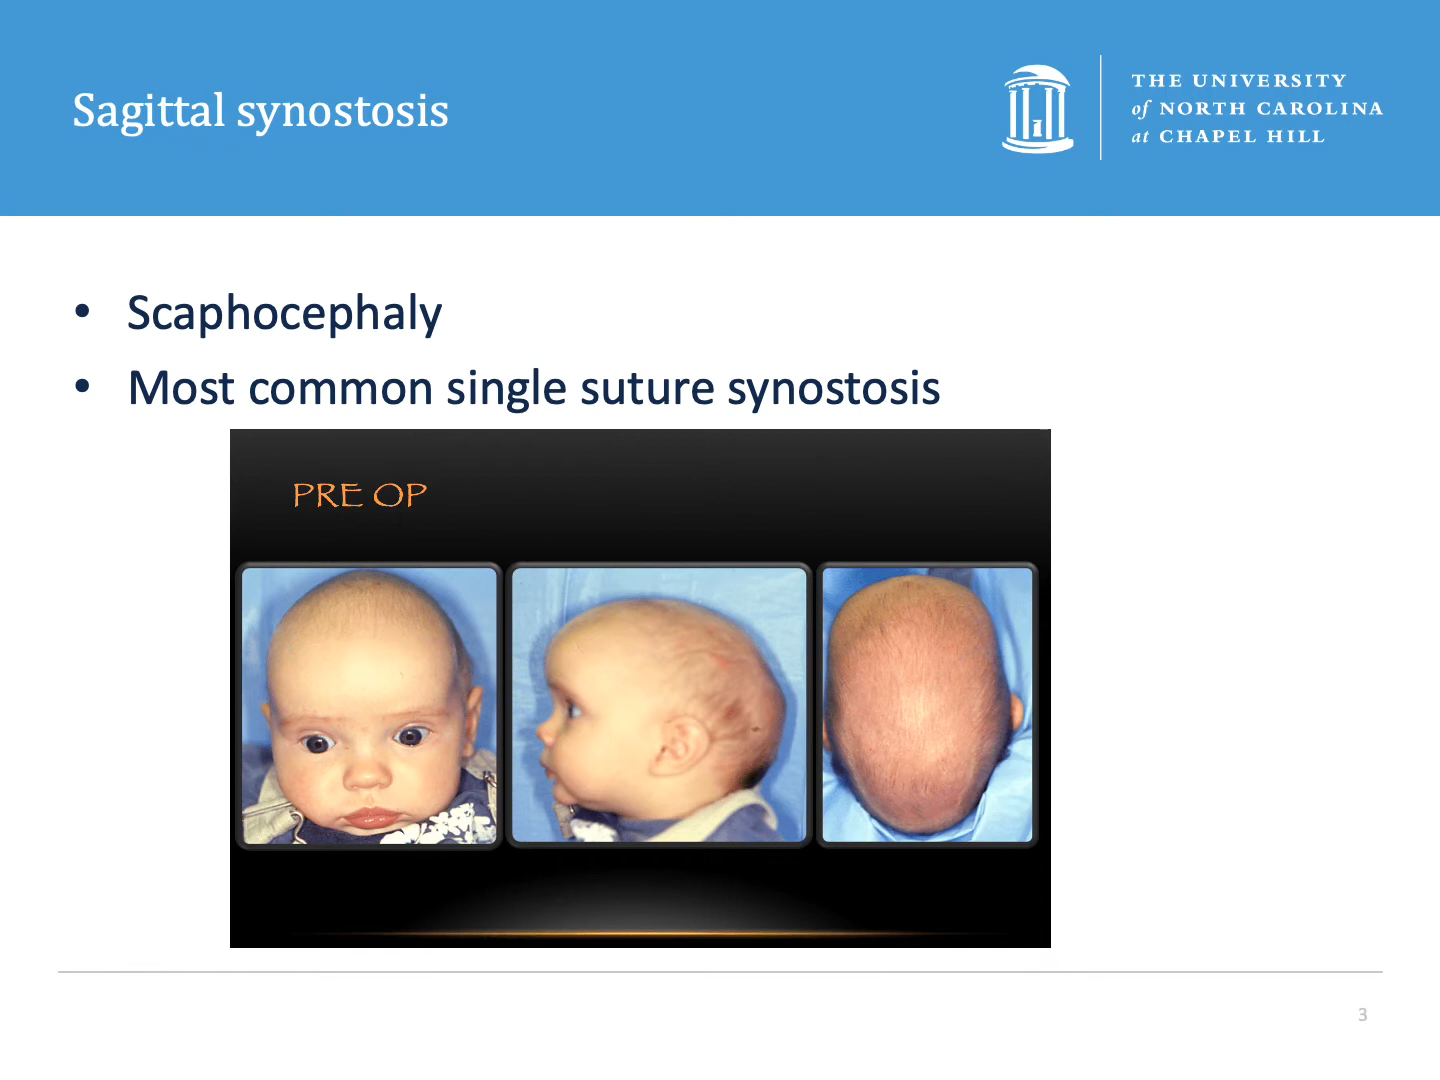 Sagittal synostosis
THE UNIVERSITY
of NORTH CAROLINA
at CHAPEL HILL
• Scaphocephaly
• Most common single suture synostosis
PRE OP
3